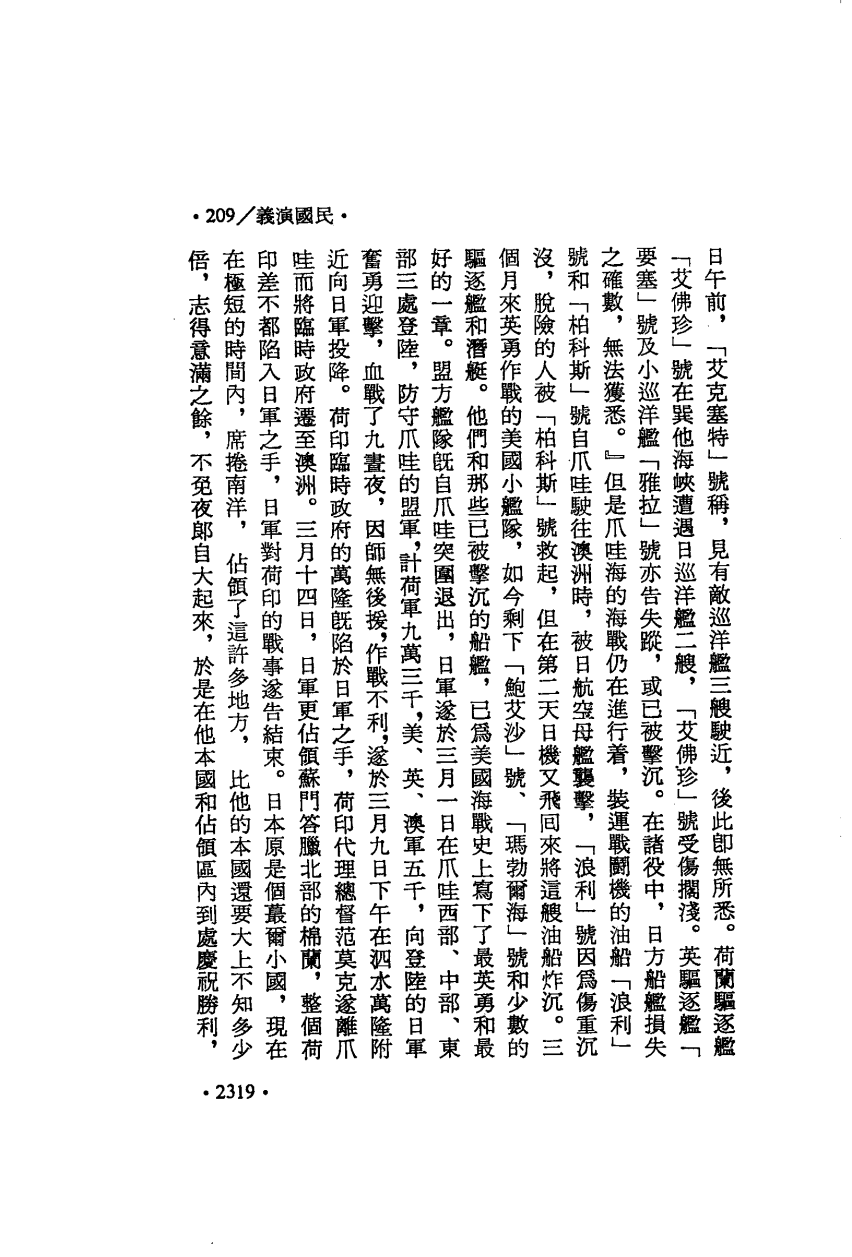 •209／義演國民•
日午前，「艾克塞特」號稱，見有敵巡洋艦三艘駛近，後此卽無所悉。荷蘭驅逐艦
「艾佛珍」號在巽他海峽遭遇日巡洋艦二艘，「艾佛珍」號受傷擱淺。英驅逐艦「
要塞」號及小巡洋艦「雅拉」號亦告失蹤，或已被擊沉。在諸役中，日方船艦損失
之確數，無法獲悉。』但是爪哇海的海戰仍在進行着，裝運戰鬪機的油船「浪利」
號和「柏科斯」號自爪哇駛往澳洲時，被日航空母艦襲擊，「浪利」號因爲傷重沉
沒，脫險的人被「柏科斯」號救起，但在第二天日機又飛回來將這艘油船炸沉。三
個月來英勇作戰的美國小艦隊，如今剩下「鮑艾沙」號、「瑪勃爾海」號和少數的
驅逐艦和潛艇。他們和那些已被擊沉的船艦，已爲美國海戰史上寫下了最英勇和最
好的一章。盟方艦隊旣自爪哇突圍退出，日軍遂於三月一日在爪哇西部、中部、東
部三處登陸，防守爪哇的盟軍，計荷軍九萬三千，美、英、澳軍五千，向登陸的日軍
奮勇迎擊，血戰了九晝夜，因師無後援，作戰不利，遂於三月九日下午在泗水萬隆附
近向日軍投降。荷印臨時政府的萬隆旣陷於日軍之手，荷印代理總督范莫克遂離爪
哇而將臨時政府遷至澳洲。三月十四日，日軍更佔領蘇門答臘北部的棉蘭，整個荷
印差不都陷入日軍之手，日軍對荷印的戰事遂告結束。日本原是個蕞爾小國，現在
在極短的時間內，席捲南洋，佔領了這許多地方，比他的本國還要大上不知多少
倍，志得意滿之餘，不免夜郎自大起來，於是在他本國和佔領區內到處慶祝勝利，
•2319•